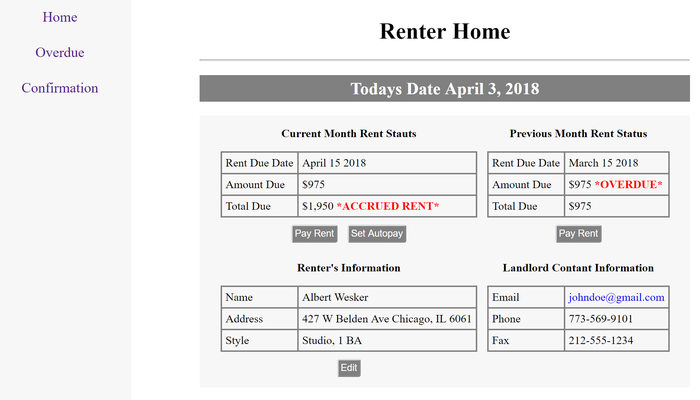 Home
Overdue
Confirmation
Renter Home
Todays Date April 3, 2018
Current Month Rent Stauts
Rent Due Date April 15 2018
Amount Due $975
Total Due $1,950 *ACCRUED RENT*
Pay Rent Set Autopay
Previous Month Rent Status
Rent Due Date March 15 2018
Amount Due $975 *OVERDUE*
Total Due $975
Pay Rent
Renter's Information
Name Albert Wesker
Address 427 W Belden Ave Chicago, IL 6061
Style Studio, 1 BA
Edit
Landlord Contant Information
Email johndoe@gmail.com
Phone 773-569-9101
Fax 212-555-1234